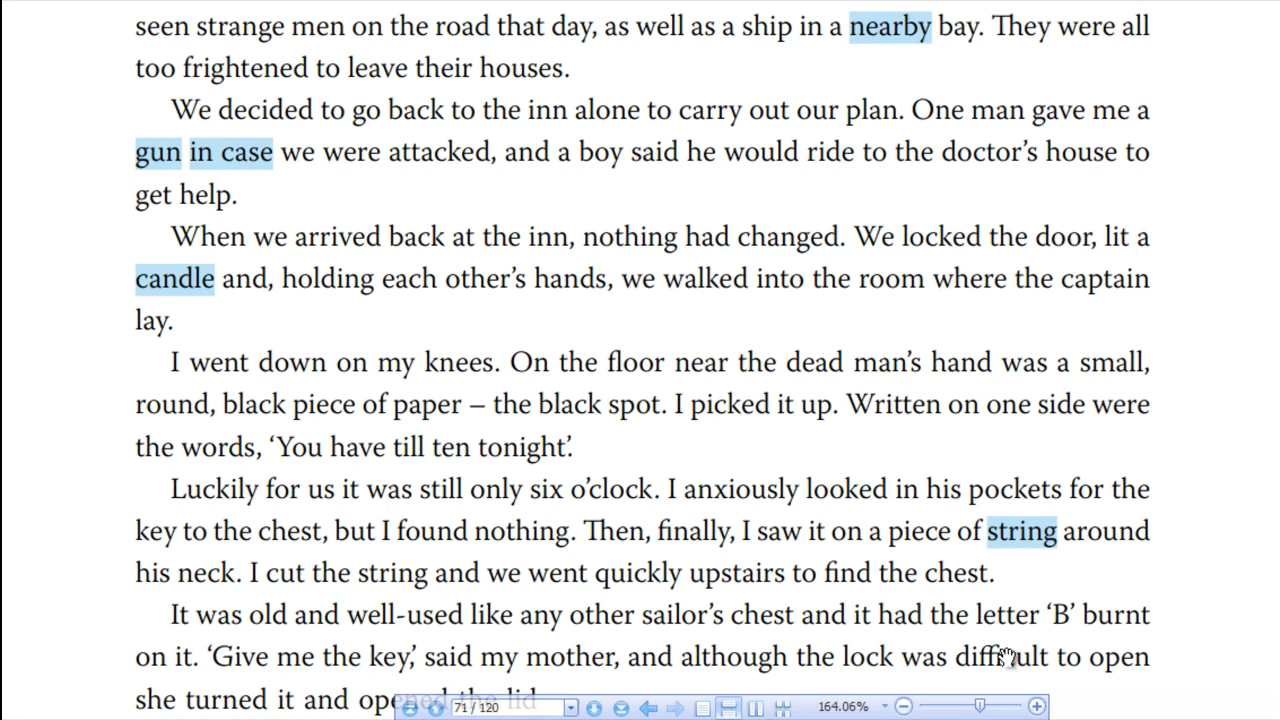 seen strange men on the road that day, as well as a ship in a nearby bay. They were all
too frightened to leave their houses.
We decided to go back to the inn alone to carry out our plan. One man gave me a
gun in case we were attacked, and a boy said he would ride to the doctor’s house to
get help.
When we arrived back at the inn, nothing had changed. We locked the door, lit a
candle and, holding each other’s hands, we walked into the room where the captain
lay.
I went down on my knees. On the floor near the dead man’s hand was a small,
round, black piece of paper – the black spot. I picked it up. Written on one side were
the words, ‘You have till ten tonight’.
Luckily for us it was still only six o’clock. I anxiously looked in his pockets for the
key to the chest, but I found nothing. Then, finally, I saw it on a piece of string around
his neck. I cut the string and we went quickly upstairs to find the chest.
It was old and well-used like any other sailor’s chest and it had the letter ‘B’ burnt
on it. ‘Give me the key,’ said my mother, and although the lock was difficult to open
she turned it and opened the lid
71 / 120 164.06%